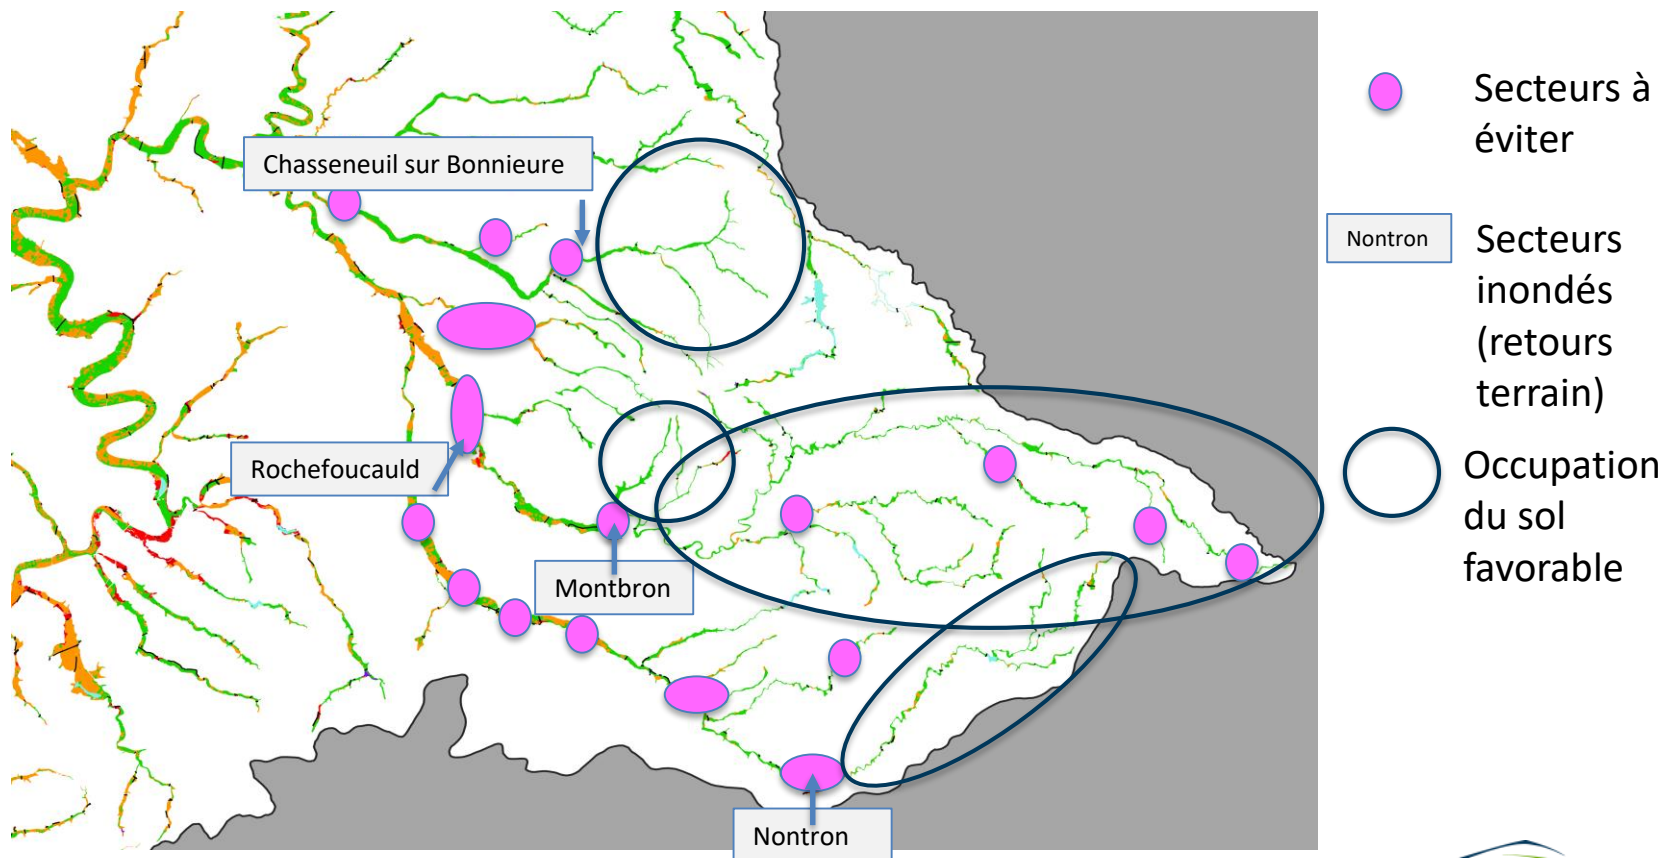 Chasseneuil sur Bonnieure
Rochefoucauld
Montbron
Nontron
Secteurs à
éviter
Nontron
Secteurs
inondés
(retours
terrain)
Occupation
du sol
favorable